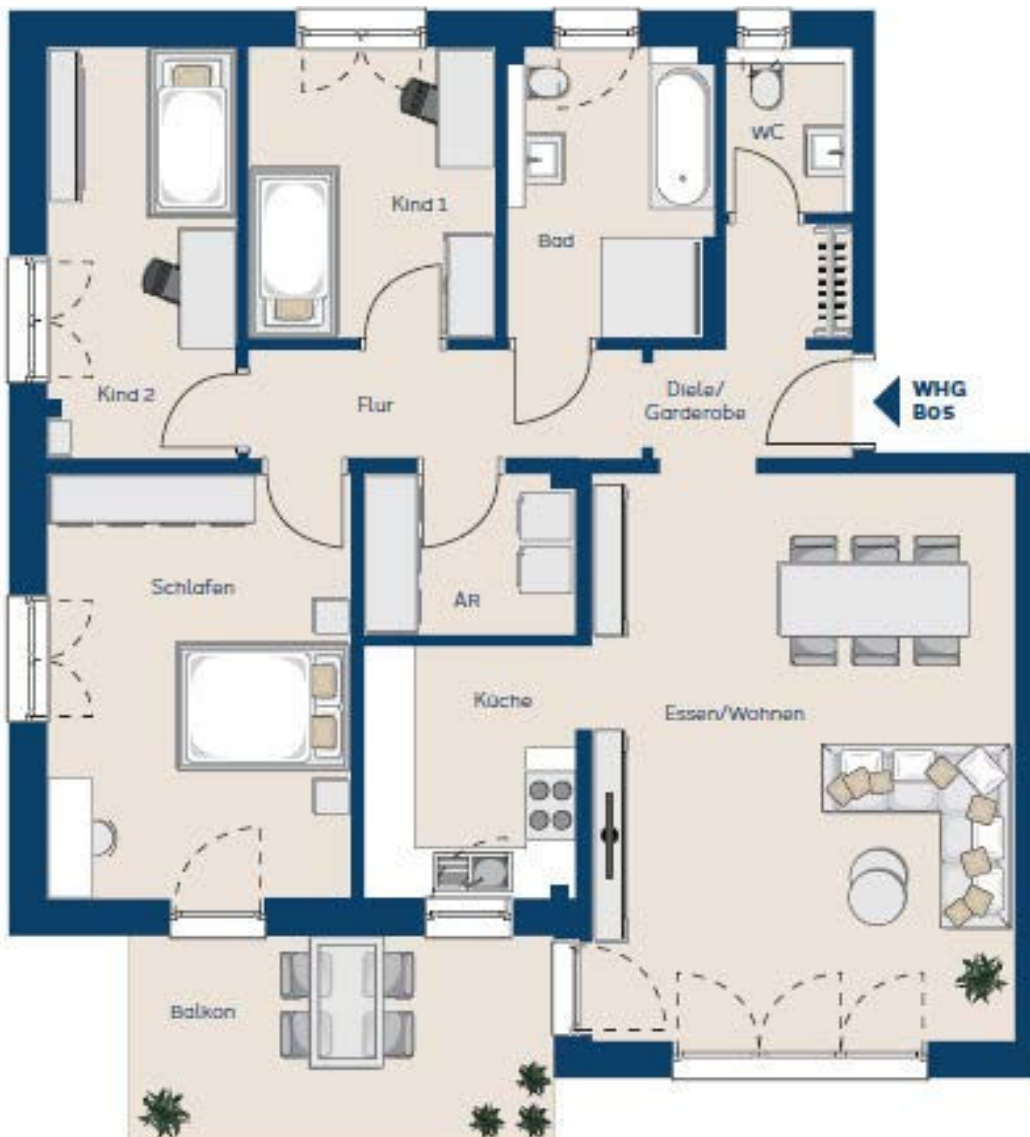 WC
Kind 1
Bad
Kind 2
Flur
Diele/
Garderobe
WHG
B05
Schlafen
AR
Küche
Essen/Wohnen
Balkon